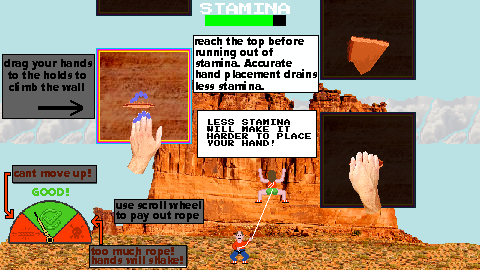 STAMINA
drag your hands
to the holds to
climb the wall
reach the top before
running out of
stamina. Accurate
hand placement drains
less stamina.
LESS STAMINA
WILL MAKE IT
HARDER TO PLACE
YOUR HAND!
cant move up!
GOOD!
use scroll wheel
to pay out rope
too much rope!
hands will shake!